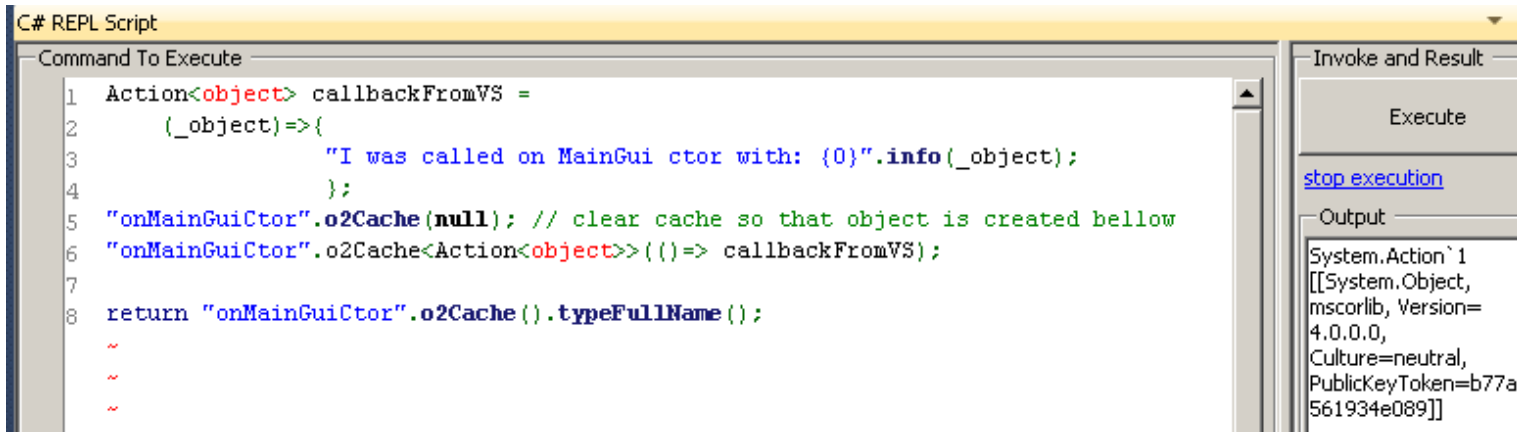 C# REPL Script
Command To Execute
1 Action<object> callbackFromVS =
2 (_object)=>{
3 "I was called on MainGui ctor with: {0}".info(_object);
4 };
5 "onMainGuiCtor".o2Cache(null); // clear cache so that object is created bellow
6 "onMainGuiCtor".o2Cache<Action<object>>(()=> callbackFromVS);
7
8 return "onMainGuiCtor".o2Cache().typeFullName();
~
~
~
Invoke and Result
Execute
stop execution
Output
System.Action`1
[[System.Object,
mscorlib, Version=
4.0.0.0,
Culture=neutral,
PublicKeyToken=b77a
561934e089]]